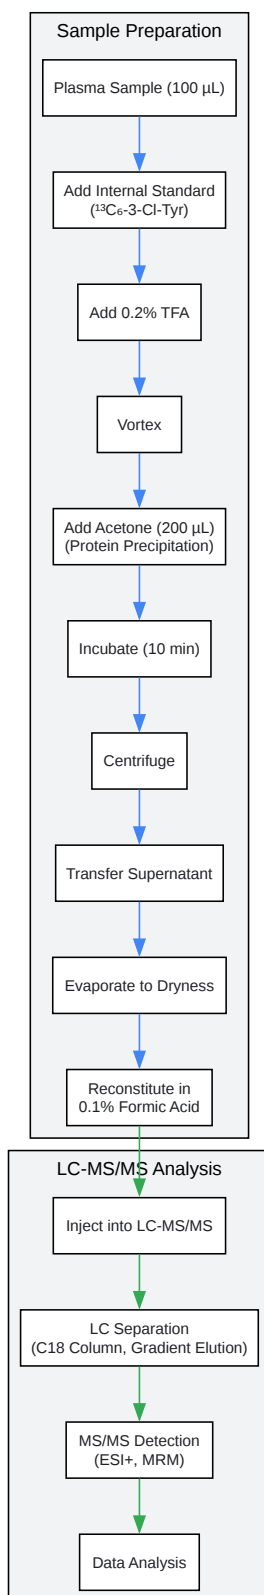 Sample Preparation
Plasma Sample (100 µL)
Add Internal Standard
(¹³C₆-3-Cl-Tyr)
Add 0.2% TFA
Vortex
Add Acetone (200 µL)
(Protein Precipitation)
Incubate (10 min)
Centrifuge
Transfer Supernatant
Evaporate to Dryness
Reconstitute in
0.1% Formic Acid
LC-MS/MS Analysis
Inject into LC-MS/MS
LC Separation
(C18 Column, Gradient Elution)
MS/MS Detection
(ESI+, MRM)
Data Analysis